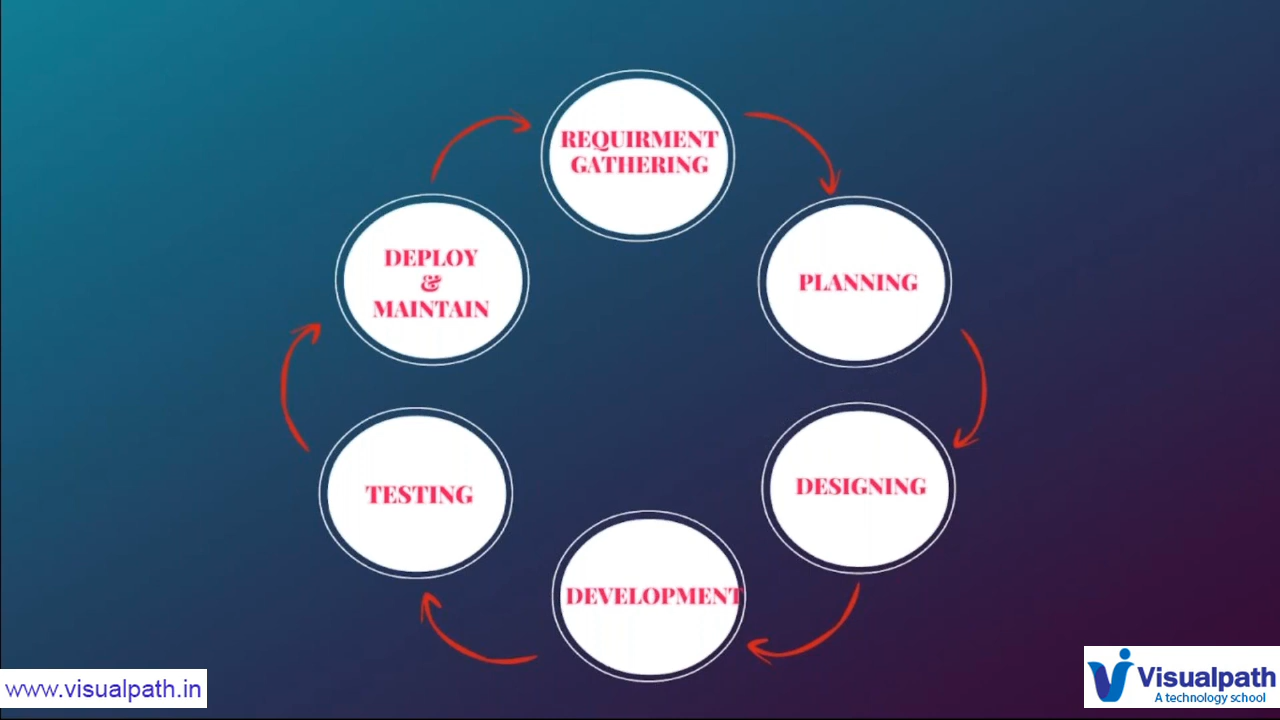 REQUIRMENT
GATHERING
PLANNING
DESIGNING
DEVELOPMENT
TESTING
DEPLOY
&
MAINTAIN
www.visualpath.in
Visualpath
A technology school